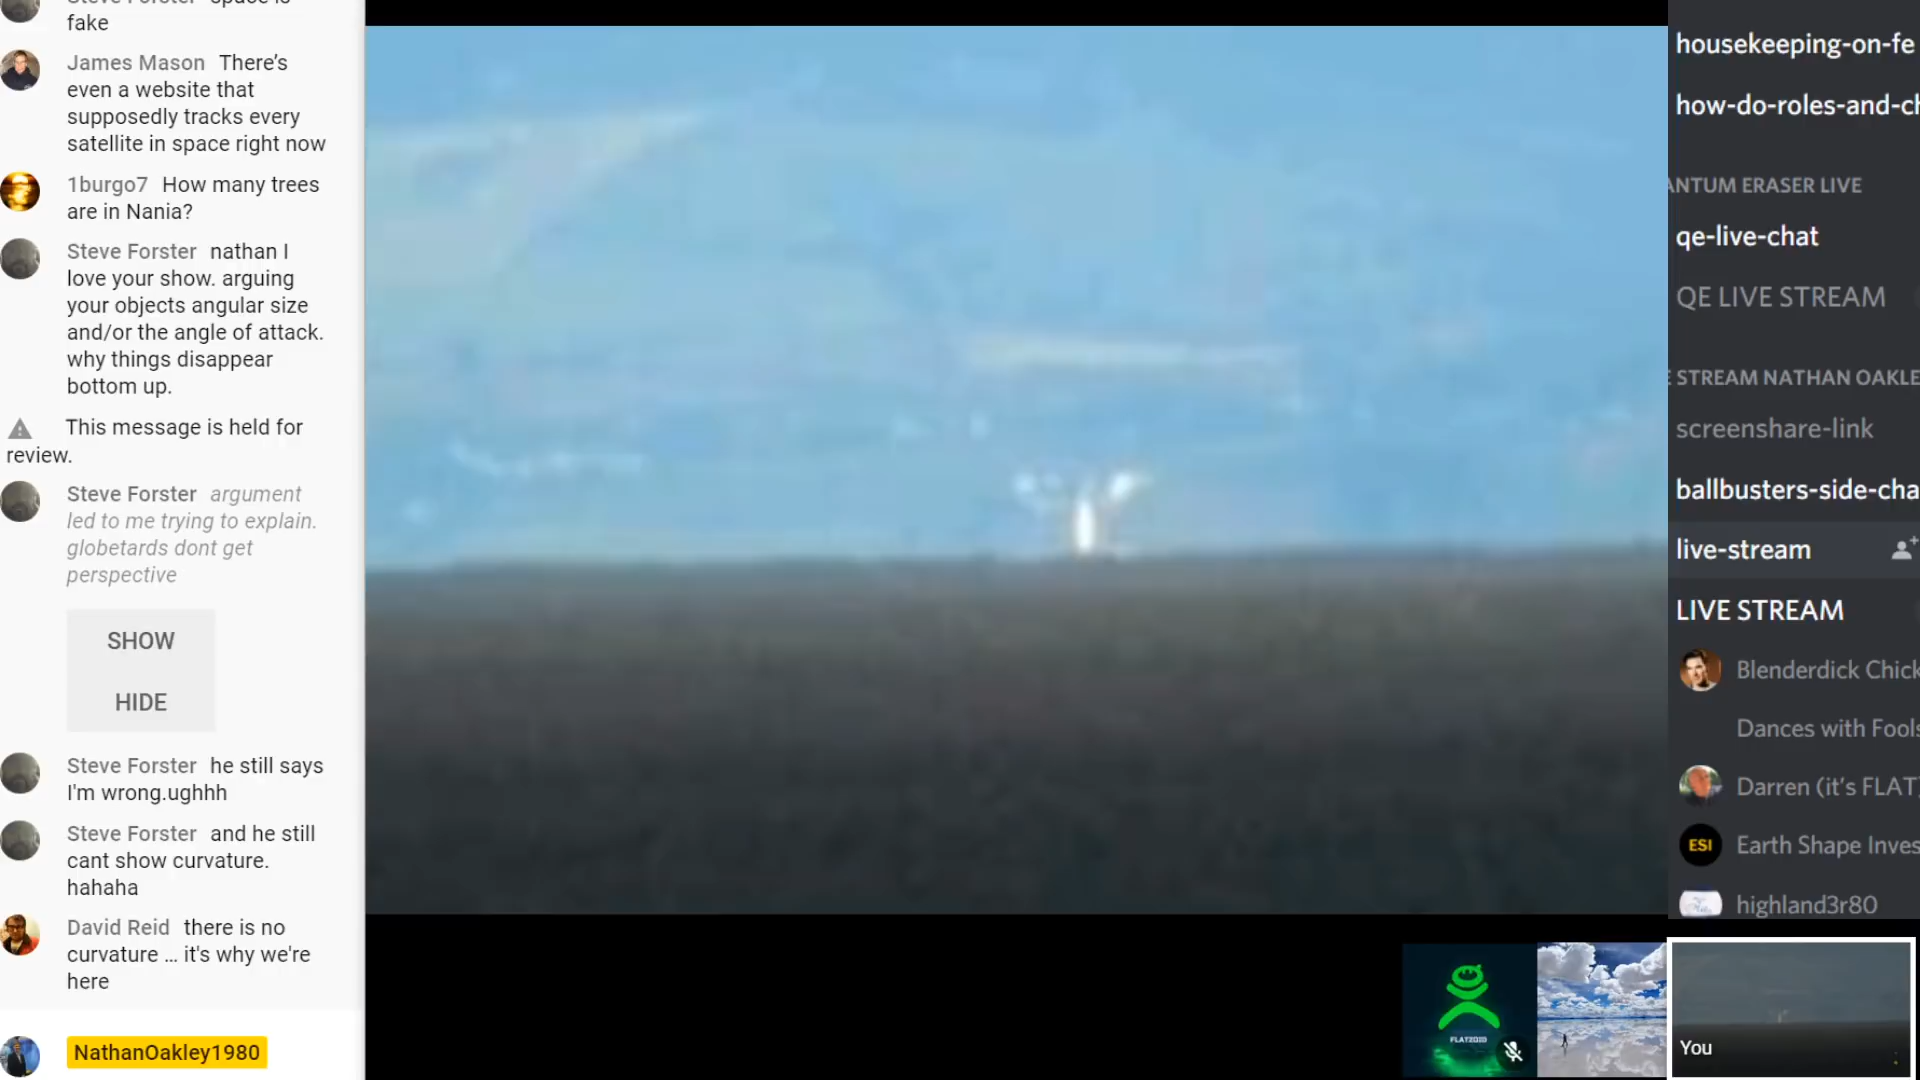 fake
James Mason There’s
even a website that
supposedly tracks every
satellite in space right now
1burgo7 How many trees
are in Nania?
Steve Forster nathan I
love your show. arguing
your objects angular size
and/or the angle of attack.
why things disappear
bottom up.
This message is held for
review.
Steve Forster argument
led to me trying to explain.
globetards dont get
perspective
SHOW
HIDE
Steve Forster he still says
I'm wrong.ughhh
Steve Forster and he still
cant show curvature.
hahaha
David Reid there is no
curvature ... it's why we're
here
NathanOakley1980
housekeeping-on-fe
how-do-roles-and-ch
ANTUM ERASER LIVE
qe-live-chat
QE LIVE STREAM
E STREAM NATHAN OAKLE
screenshare-link
ballbusters-side-cha
live-stream
LIVE STREAM
Blenderdick Chick
Dances with Fools
Darren (it's FLAT)
ESI
Earth Shape Inves
highland3r80
FLATZOID
You